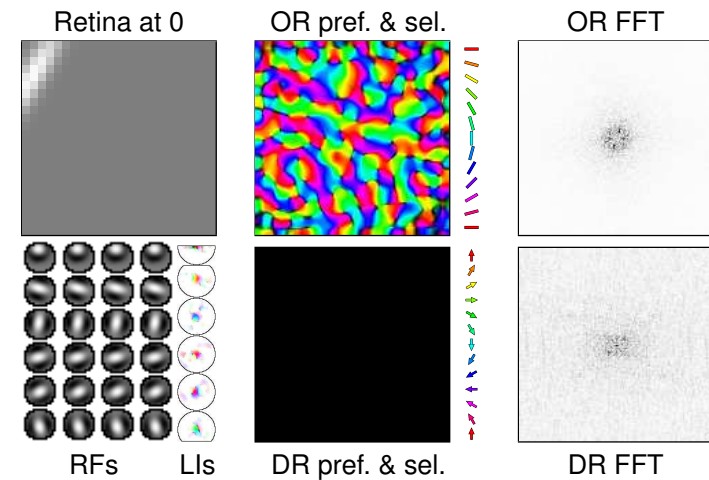 Retina at 0
OR pref. & sel.
OR FFT
RFs
LIs
DR pref. & sel.
DR FFT